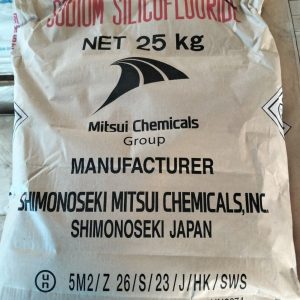 SODIUM SILICOFLUORIDE
NET 25 kg
Mitsui Chemicals
Group
MANUFACTURER
SHIMONOSEKI MITSUI CHEMICALS,INC.
SHIMONOSEKI JAPAN
5M2/Z 26/S/23/J/HK/SWS